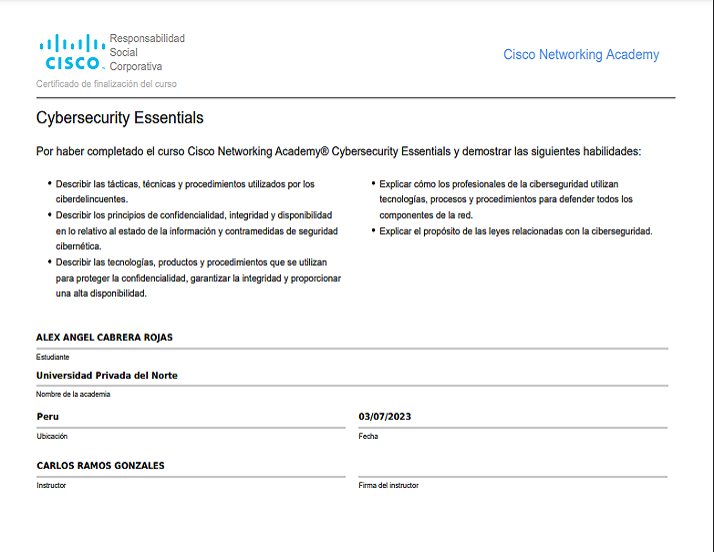 CISCO
Responsabilidad
Social
Corporativa
Cisco Networking Academy
Certificado de finalización del curso
Cybersecurity Essentials
Por haber completado el curso Cisco Networking Academy® Cybersecurity Essentials y demostrar las siguientes habilidades:
• Describir las tácticas, técnicas y procedimientos utilizados por los
ciberdelincuentes.
• Describir los principios de confidencialidad, integridad y disponibilidad
en lo relativo al estado de la información y contramedidas de seguridad
cibernética.
• Describir las tecnologías, productos y procedimientos que se utilizan
para proteger la confidencialidad, garantizar la integridad y proporcionar
una alta disponibilidad.
• Explicar cómo los profesionales de la ciberseguridad utilizan
tecnologías, procesos y procedimientos para defender todos los
componentes de la red.
• Explicar el propósito de las leyes relacionadas con la ciberseguridad.
ALEX ANGEL CABRERA ROJAS
Estudiante
Universidad Privada del Norte
Nombre de la academia
Peru
Ubicación
03/07/2023
Fecha
CARLOS RAMOS GONZALES
Instructor
Firma del instructor